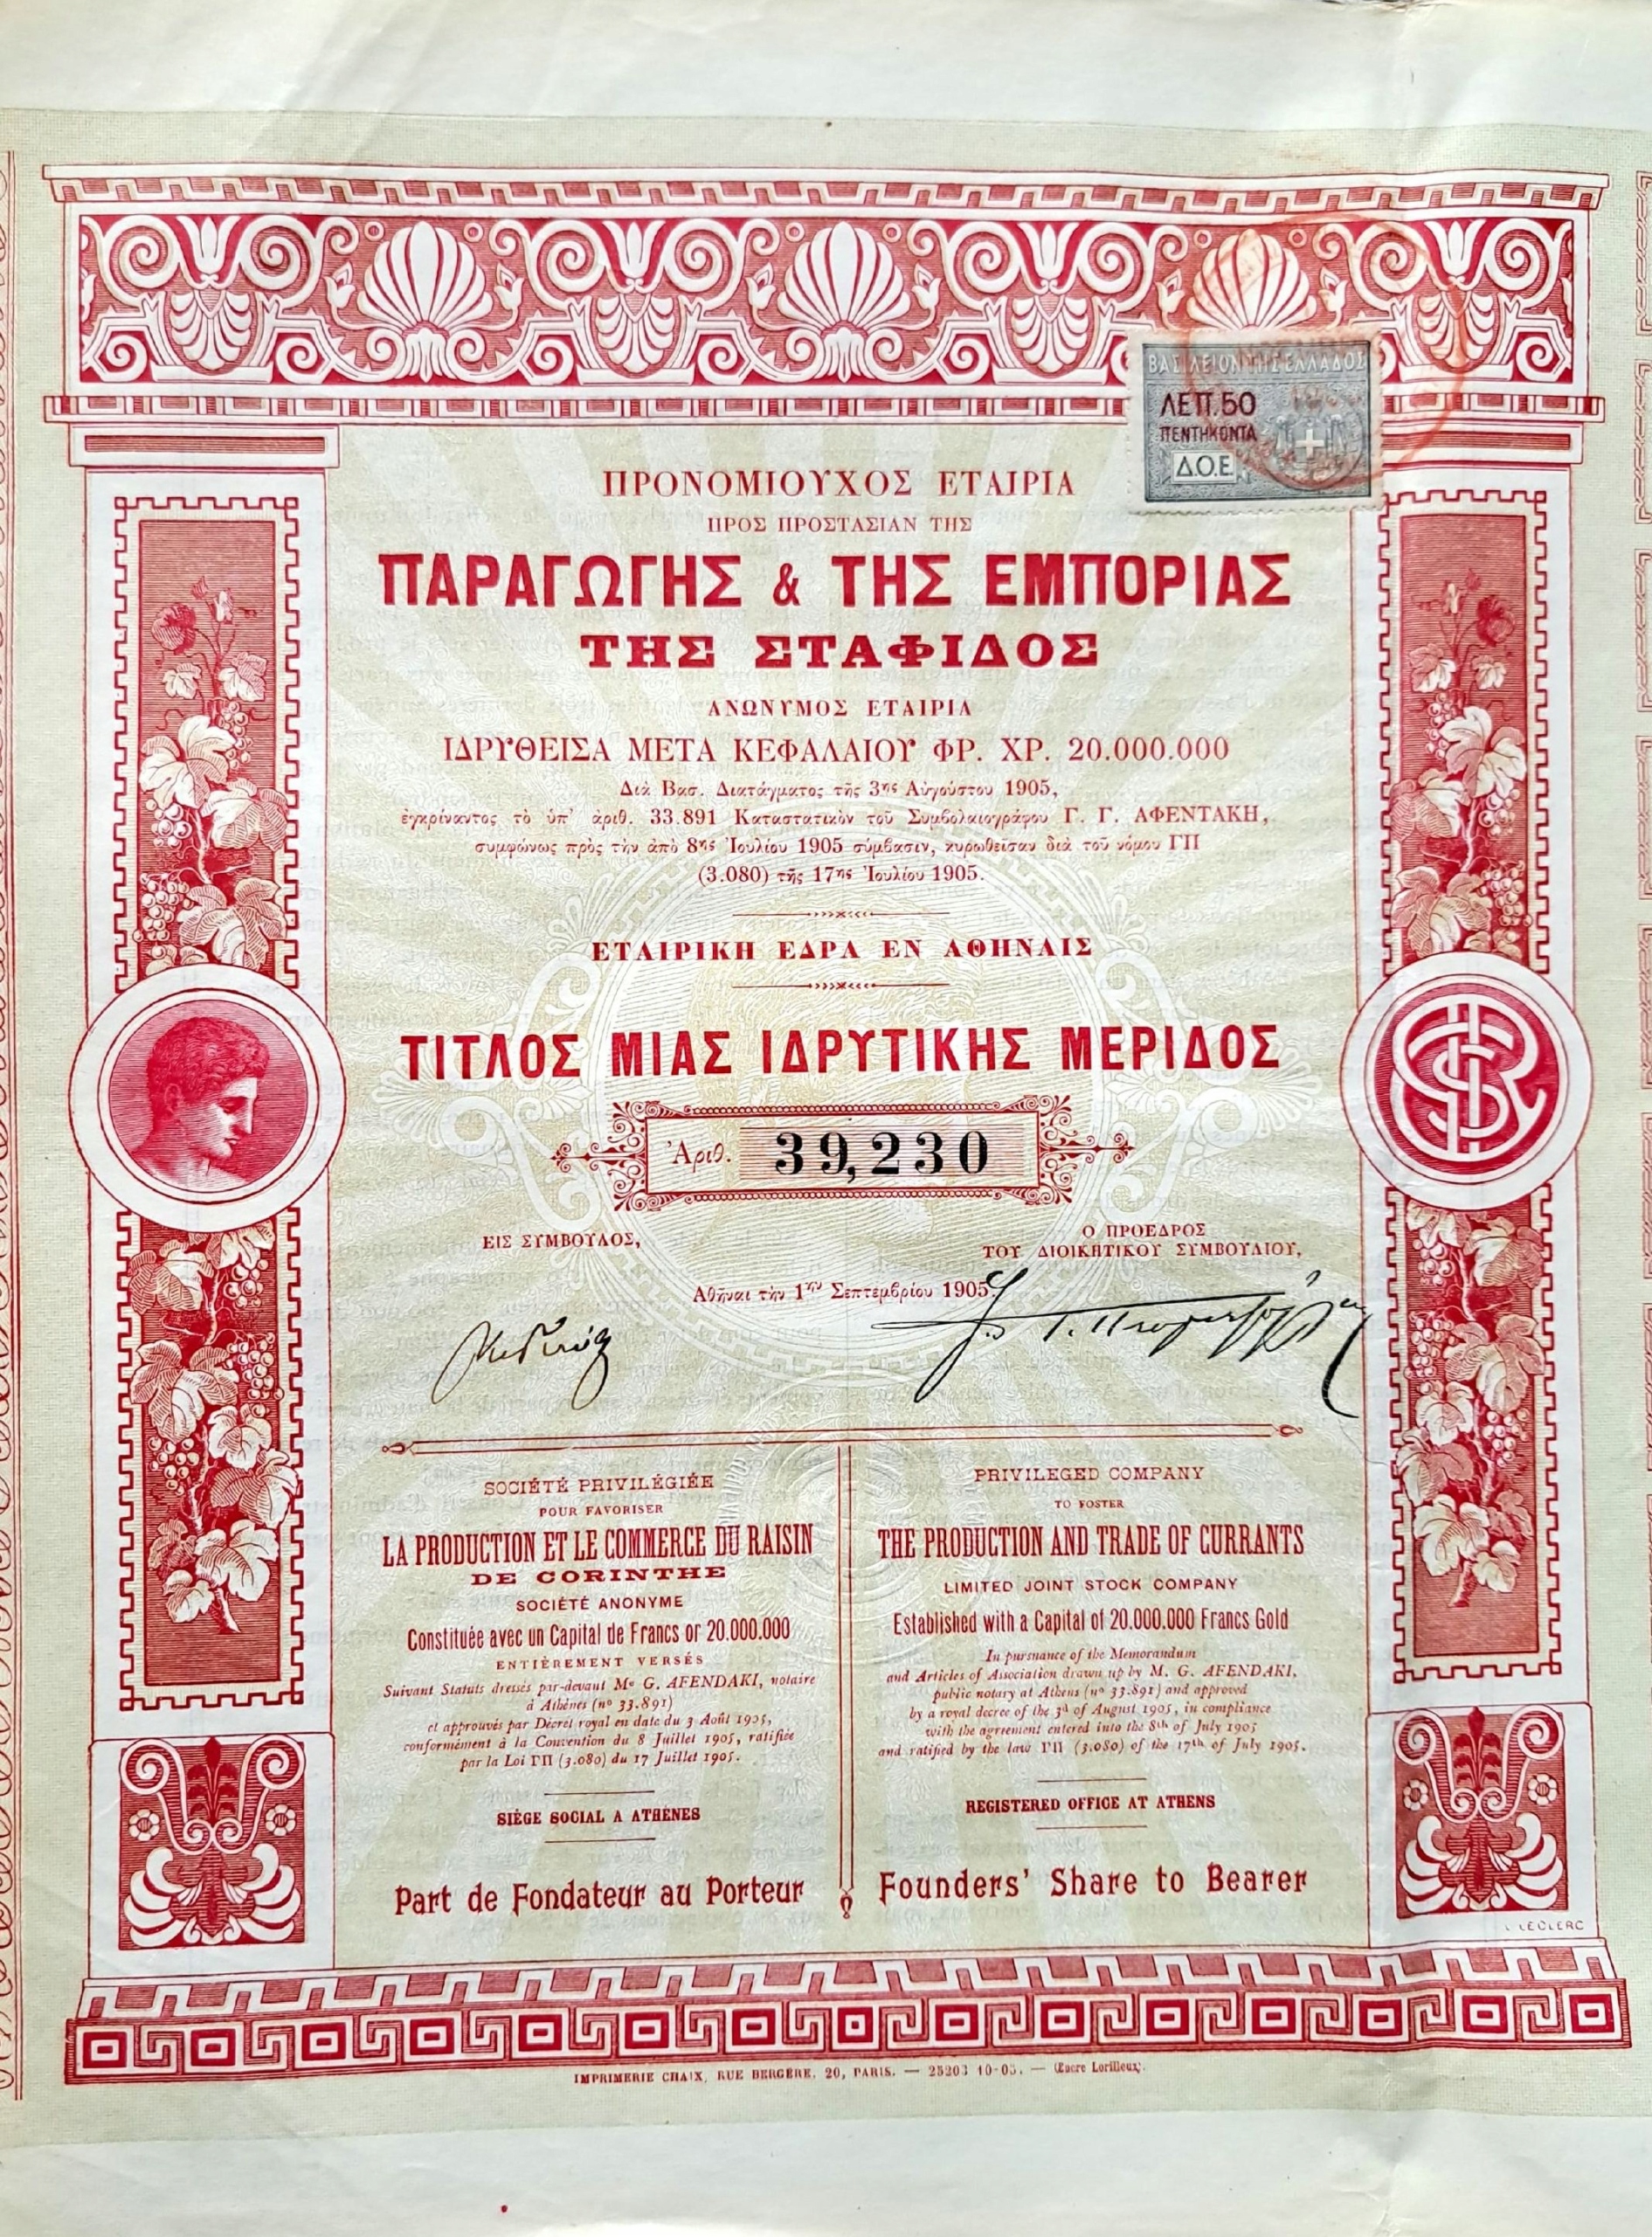 ΒΑΣΙΛΕΙΟΝ ΤΗΣ ΕΛΛΑΔΟΣ
ΛΕΠ. 50
ΠΕΝΤΗΚΟΝΤΑ
Δ.Ο.Ε.
ΠΡΟΝΟΜΙΟΥΧΟΣ ΕΤΑΙΡΙΑ
ΠΡΟΣ ΠΡΟΣΤΑΣΙΑΝ ΤΗΣ
ΠΑΡΑΓΩΓΗΣ & ΤΗΣ ΕΜΠΟΡΙΑΣ
ΤΗΣ ΣΤΑΦΙΔΟΣ
ΑΝΩΝΥΜΟΣ ΕΤΑΙΡΙΑ
ΙΔΡΥΘΕΙΣΑ ΜΕΤΑ ΚΕΦΑΛΑΙΟΥ ΦΡ. ΧΡ. 20.000.000
Διὰ Βασ. Διατάγματος τῆς 3ης Αὐγούστου 1905,
ἐγκρίναντος τὸ ὑπ' ἀριθ. 33.891 Καταστατικὸν τοῦ Συμβολαιογράφου Γ. Γ. ΑΦΕΝΤΑΚΗ,
συμφώνως πρὸς τὴν ἀπὸ 8ης Ἰουλίου 1905 σύμβασιν, κυρωθεῖσαν διὰ τοῦ νόμου ΓΠ
(3.080) τῆς 17ης Ἰουλίου 1905.
ΕΤΑΙΡΙΚΗ ΕΔΡΑ ΕΝ ΑΘΗΝΑΙΣ
ΤΙΤΛΟΣ ΜΙΑΣ ΙΔΡΥΤΙΚΗΣ ΜΕΡΙΔΟΣ
Ἀριθ. 39,230
ΕΙΣ ΣΥΜΒΟΥΛΟΣ,
Ο ΠΡΟΕΔΡΟΣ
ΤΟΥ ΔΙΟΙΚΗΤΙΚΟΥ ΣΥΜΒΟΥΛΙΟΥ,
Ἀθῆναι τὴν 1ην Σεπτεμβρίου 1905.
SOCIÉTÉ PRIVILÉGIÉE
POUR FAVORISER
LA PRODUCTION ET LE COMMERCE DU RAISIN
DE CORINTHE
SOCIÉTÉ ANONYME
Constituée avec un Capital de Francs or 20.000.000
ENTIÈREMENT VERSÉS
Suivant Statuts dressés par-devant Me G. AFENDAKI, notaire
à Athènes (no 33.891)
et approuvés par Décret royal en date du 3 Août 1905,
conformément à la Convention du 8 Juillet 1905, ratifiée
par la Loi ΓΠ (3.080) du 17 Juillet 1905.
SIÈGE SOCIAL A ATHÈNES
Part de Fondateur au Porteur
PRIVILEGED COMPANY
TO FOSTER
THE PRODUCTION AND TRADE OF CURRANTS
LIMITED JOINT STOCK COMPANY
Established with a Capital of 20.000.000 Francs Gold
In pursnance of the Memorandum
and Articles of Association drawn up by M. G. AFENDAKI,
public notary at Athens (no 33.891) and approved
by a royal decree of the 3d of August 1905, in compliance
with the agreement entered into the 8th of July 1905
and ratified by the law ΓΠ (3.080) of the 17th of July 1905.
REGISTERED OFFICE AT ATHENS
Founders' Share to Bearer
LECLERC
IMPRIMERIE CHAIX, RUE BERGÈRE, 20, PARIS. — 25203 10-05. — (Encre Lorilleux).